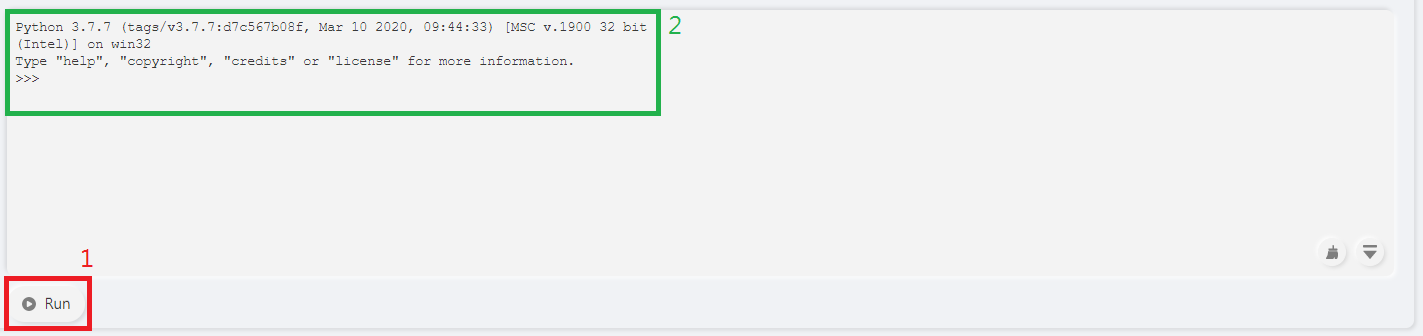 Python 3.7.7 (tags/v3.7.7:d7c567b08f, Mar 10 2020, 09:44:33) [MSC v.1900 32 bit
(Intel)] on win32
Type "help", "copyright", "credits" or "license" for more information.
>>>
2
1
Run